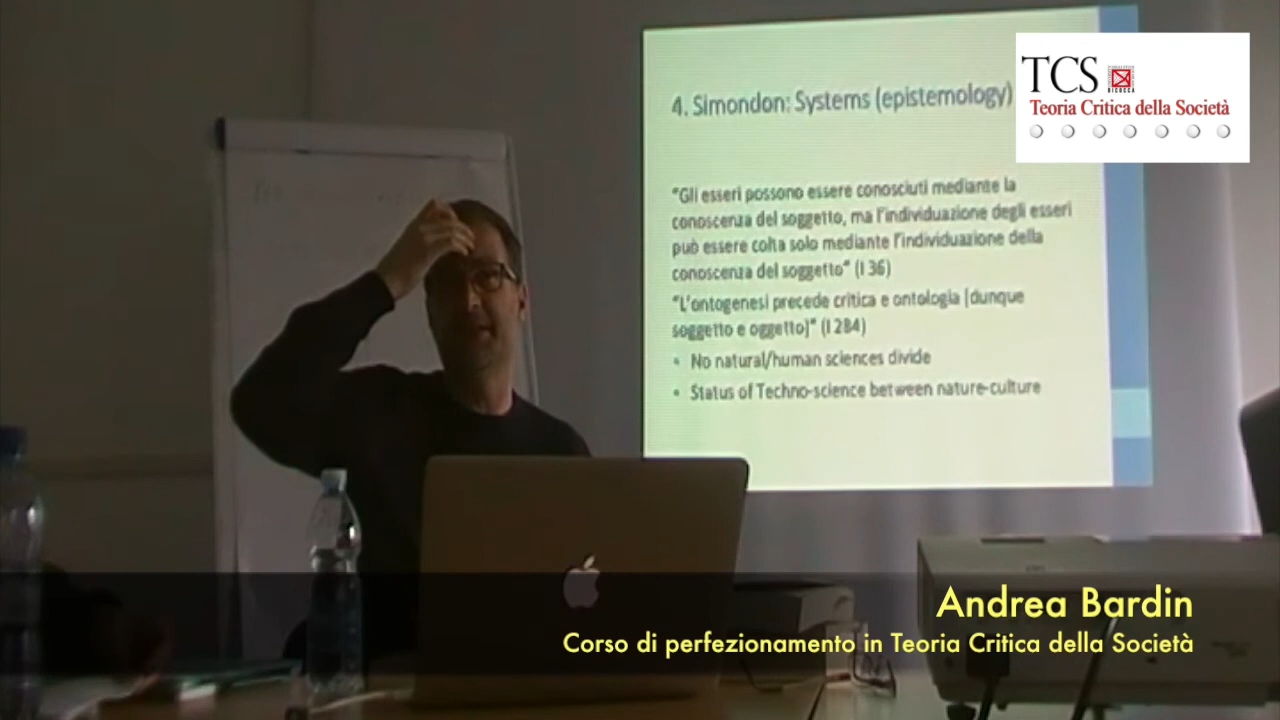 4. Simondon: Systems (epistemology)
TCS
BICOCCA
Teoria Critica della Società
"Gli esseri possono essere conosciuti mediante la
conoscenza del soggetto, ma l'individuazione degli esseri
può essere colta solo mediante l'individuazione della
conoscenza del soggetto" (I 36)
"L'ontogenesi precede critica e ontologia [dunque
soggetto e oggetto]" (I 284)
• No natural/human sciences divide
• Status of Techno-science between nature-culture
Andrea Bardin
Corso di perfezionamento in Teoria Critica della Società